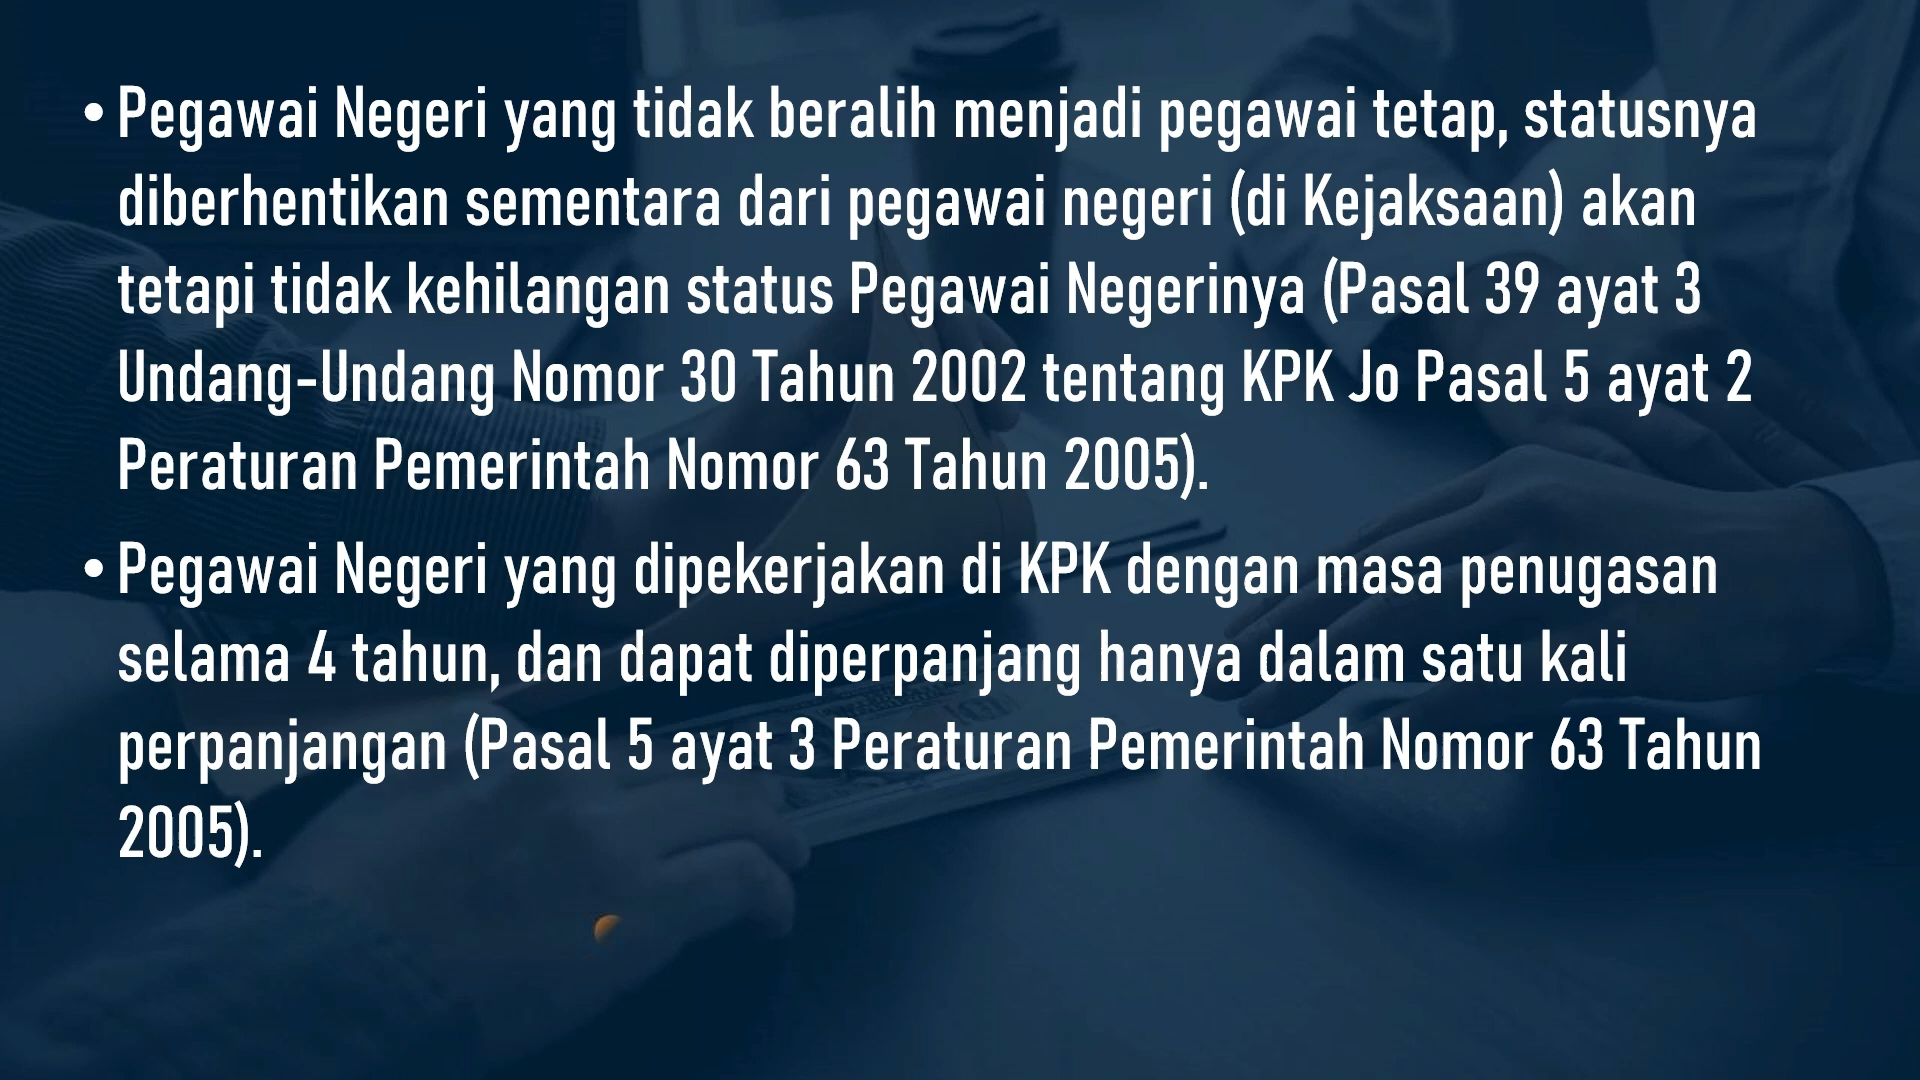 • Pegawai Negeri yang tidak beralih menjadi pegawai tetap, statusnya
diberhentikan sementara dari pegawai negeri (di Kejaksaan) akan
tetapi tidak kehilangan status Pegawai Negerinya (Pasal 39 ayat 3
Undang-Undang Nomor 30 Tahun 2002 tentang KPK Jo Pasal 5 ayat 2
Peraturan Pemerintah Nomor 63 Tahun 2005).
• Pegawai Negeri yang dipekerjakan di KPK dengan masa penugasan
selama 4 tahun, dan dapat diperpanjang hanya dalam satu kali
perpanjangan (Pasal 5 ayat 3 Peraturan Pemerintah Nomor 63 Tahun
2005).